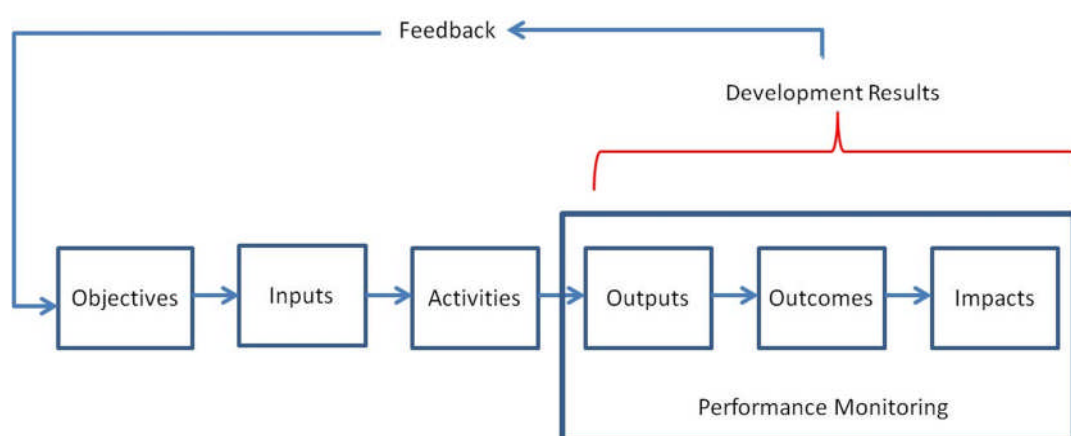 Feedback
Development Results
Objectives
Inputs
Activities
Outputs
Outcomes
Impacts
Performance Monitoring